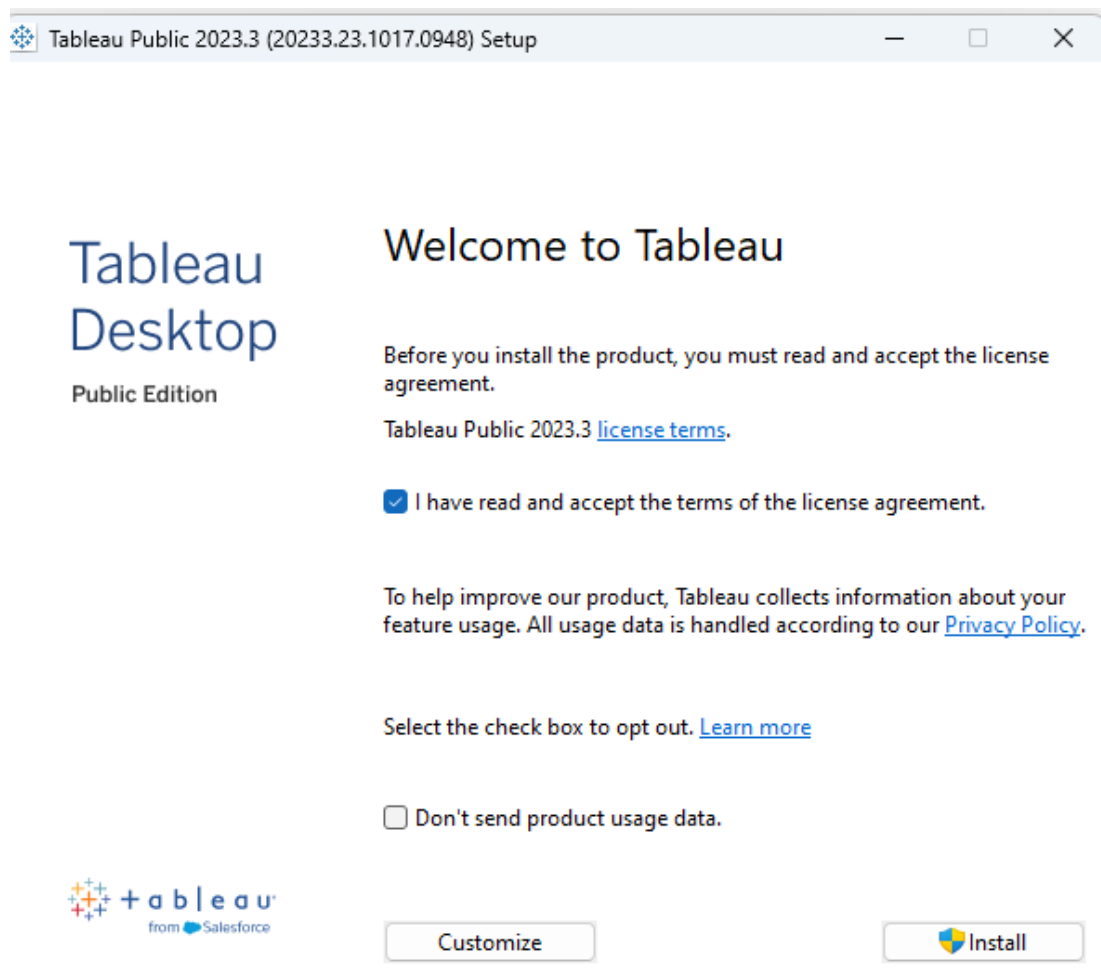 Tableau Public 2023.3 (20233.23.1017.0948) Setup
Tableau
Desktop
Public Edition
Welcome to Tableau
Before you install the product, you must read and accept the license
agreement.
Tableau Public 2023.3 license terms.
I have read and accept the terms of the license agreement.
To help improve our product, Tableau collects information about your
feature usage. All usage data is handled according to our Privacy Policy.
Select the check box to opt out. Learn more
Don't send product usage data.
+ a b l e a u
from Salesforce
Customize
Install